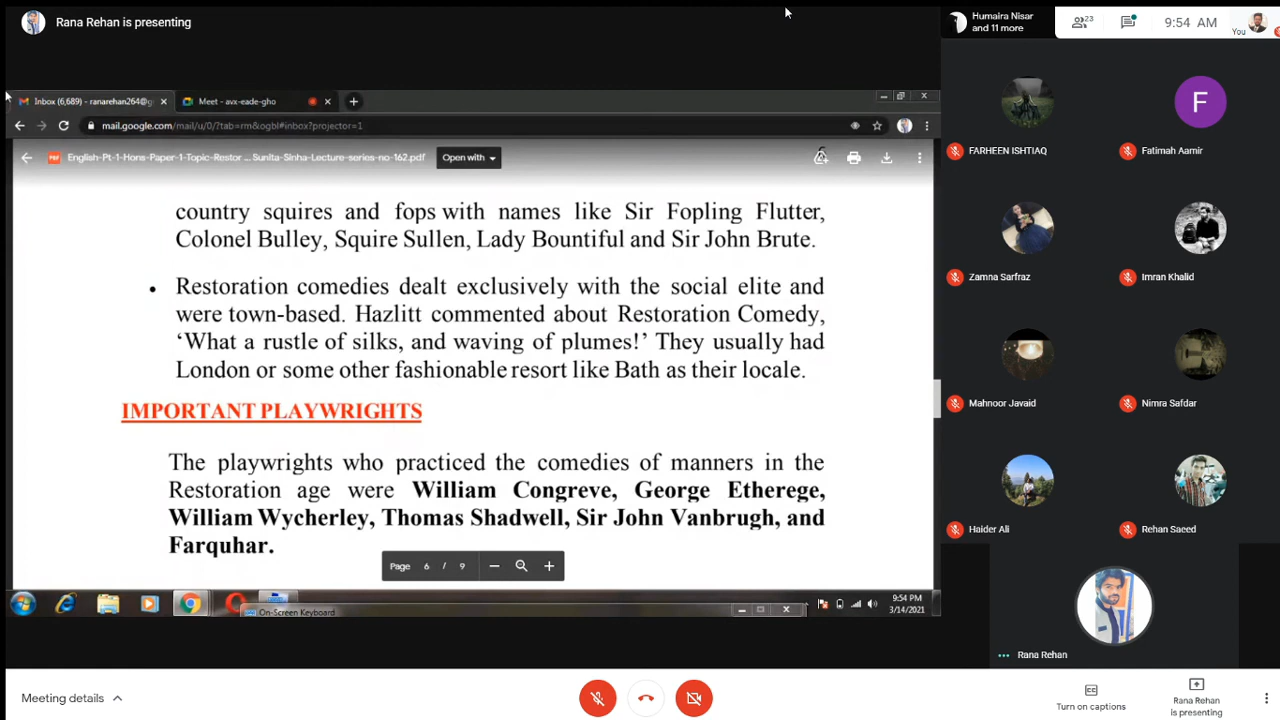 Rana Rehan is presenting
Humaira Nisar
and 11 more
23
9:54 AM
You
Inbox (6,689) - ranarehan264@g
Meet - avx-eade-gho
mail.google.com/mail/u/0/?tab=rm&ogbl#inbox?projector=1
English-Pt-1-Hons-Paper-1-Topic-Restor ... Sunita-Sinha-Lecture-series-no-162.pdf
Open with
country squires and fops with names like Sir Fopling Flutter,
Colonel Bulley, Squire Sullen, Lady Bountiful and Sir John Brute.
• Restoration comedies dealt exclusively with the social elite and
were town-based. Hazlitt commented about Restoration Comedy,
‘What a rustle of silks, and waving of plumes!’ They usually had
London or some other fashionable resort like Bath as their locale.
IMPORTANT PLAYWRIGHTS
The playwrights who practiced the comedies of manners in the
Restoration age were William Congreve, George Etherege,
William Wycherley, Thomas Shadwell, Sir John Vanbrugh, and
Farquhar.
Page 6 / 9
On-Screen Keyboard
9:54 PM
3/14/2021
FARHEEN ISHTIAQ
F
Fatimah Aamir
Zamna Sarfraz
Imran Khalid
Mahnoor Javaid
Nimra Safdar
Haider Ali
Rehan Saeed
Rana Rehan
Meeting details
Turn on captions
Rana Rehan
is presenting